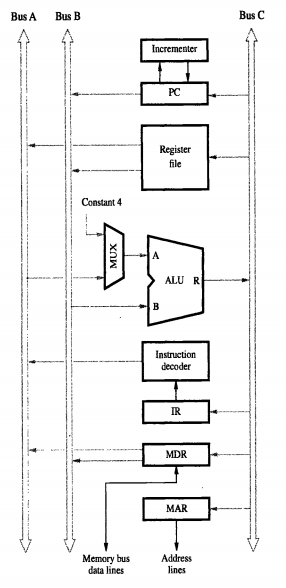 Bus A
Bus B
Bus C
Incrementer
PC
Register
file
Constant 4
MUX
A
ALU
R
B
Instruction
decoder
IR
MDR
MAR
Memory bus
data lines
Address
lines